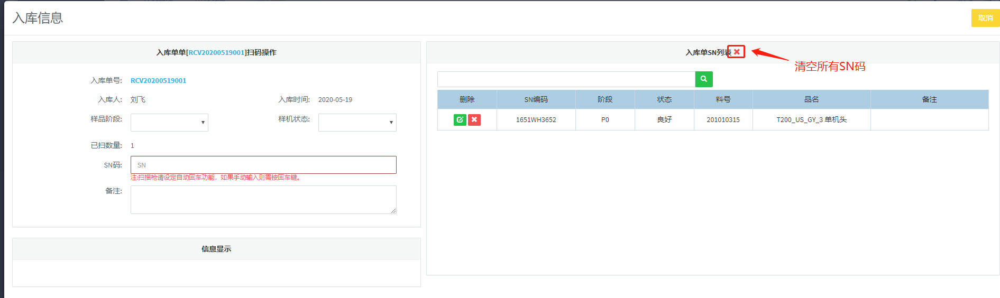 入库信息
取消
入库单单[RCV20200519001]扫码操作
入库单号: RCV20200519001
入库人: 刘飞 入库时间: 2020-05-19
样品阶段: 样机状态:
已扫数量: 1
SN码: SN
注:扫描枪请设定自动回车功能，如果手动输入则需按回车键。
备注:
信息显示
入库单SN列表
清空所有SN码
删除 SN编码 阶段 状态 料号 品名 备注
1651WH3652 P0 良好 201010315 T200_US_GY_3 单机头